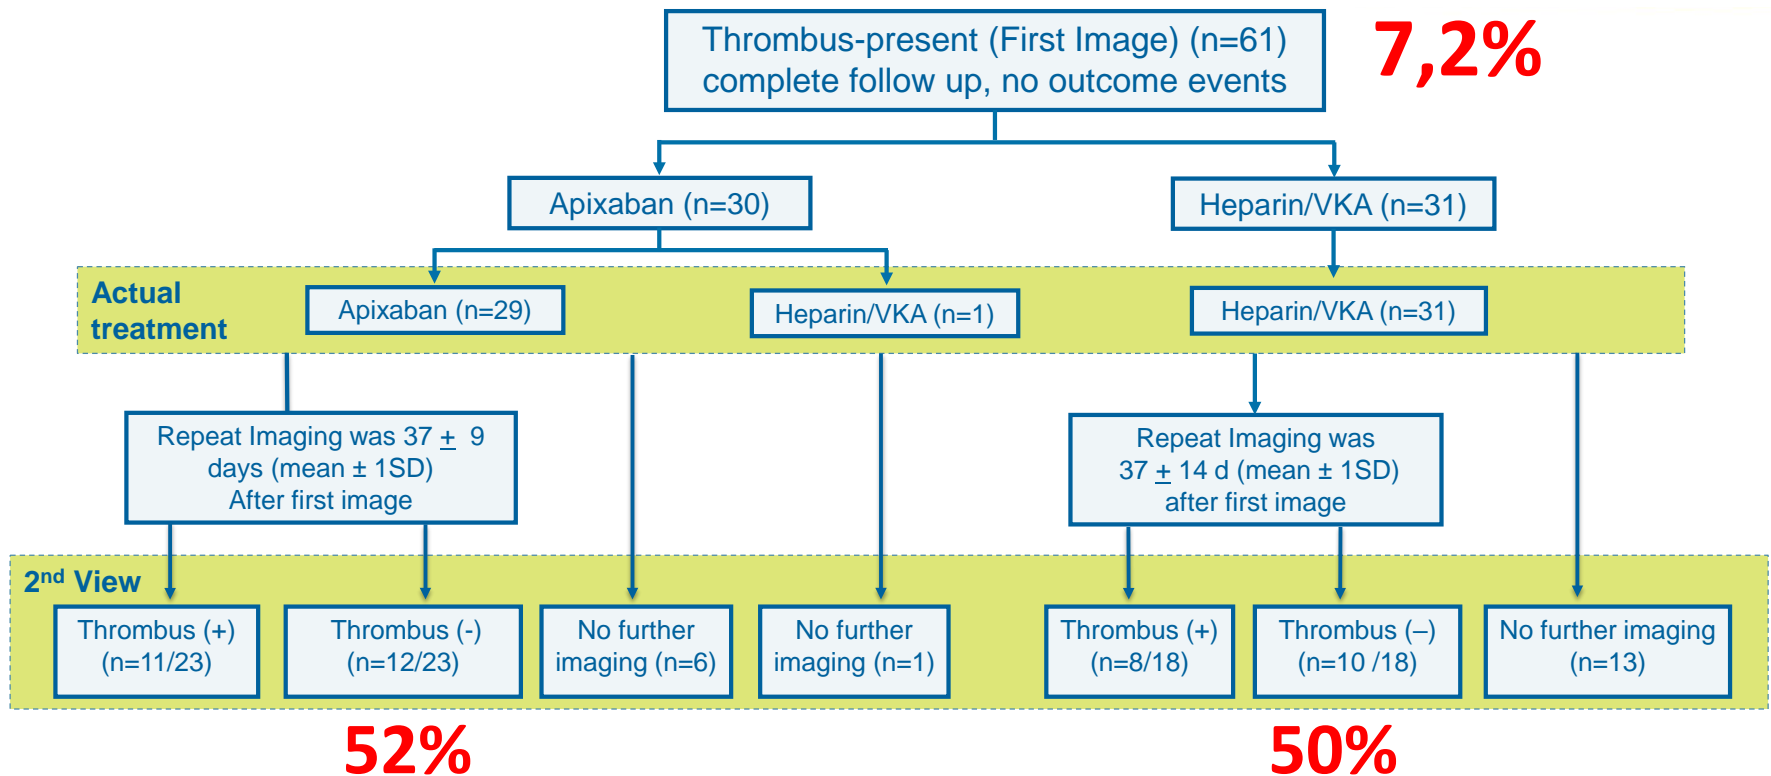 Thrombus-present (First Image) (n=61)
complete follow up, no outcome events
7,2%
Apixaban (n=30)
Heparin/VKA (n=31)
Actual
treatment
Apixaban (n=29)
Heparin/VKA (n=1)
Heparin/VKA (n=31)
Repeat Imaging was 37 + 9
days (mean ± 1SD)
After first image
Repeat Imaging was
37 + 14 d (mean ± 1SD)
after first image
2nd View
Thrombus (+)
(n=11/23)
Thrombus (-)
(n=12/23)
No further
imaging (n=6)
No further
imaging (n=1)
Thrombus (+)
(n=8/18)
Thrombus (–)
(n=10 /18)
No further imaging
(n=13)
52%
50%